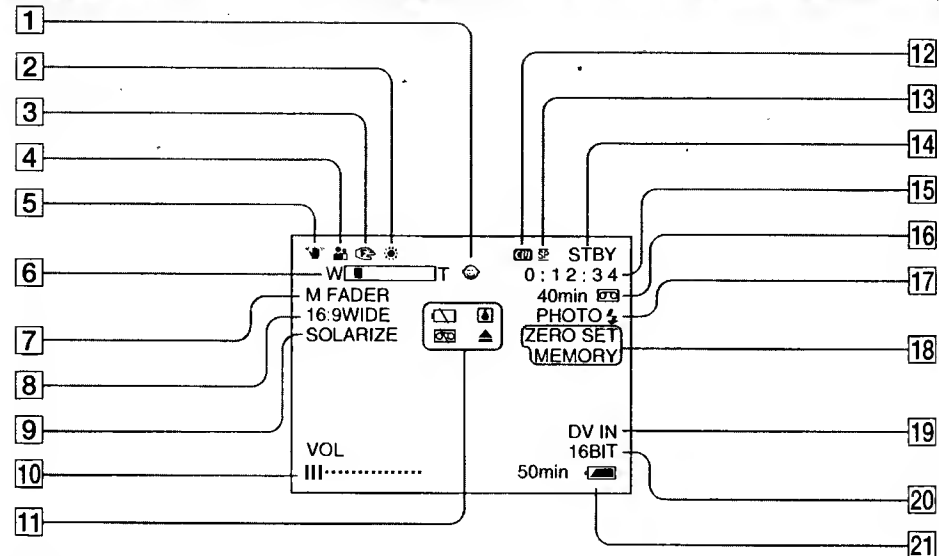 1
2
3
4
5
6
7
8
9
10
11
12
13
14
15
16
17
18
19
20
21
STBY
W T
0:12:34
M FADER
40min
16:9WIDE
PHOTO
SOLARIZE
ZERO SET
MEMORY
DV IN
VOL
16BIT
50min